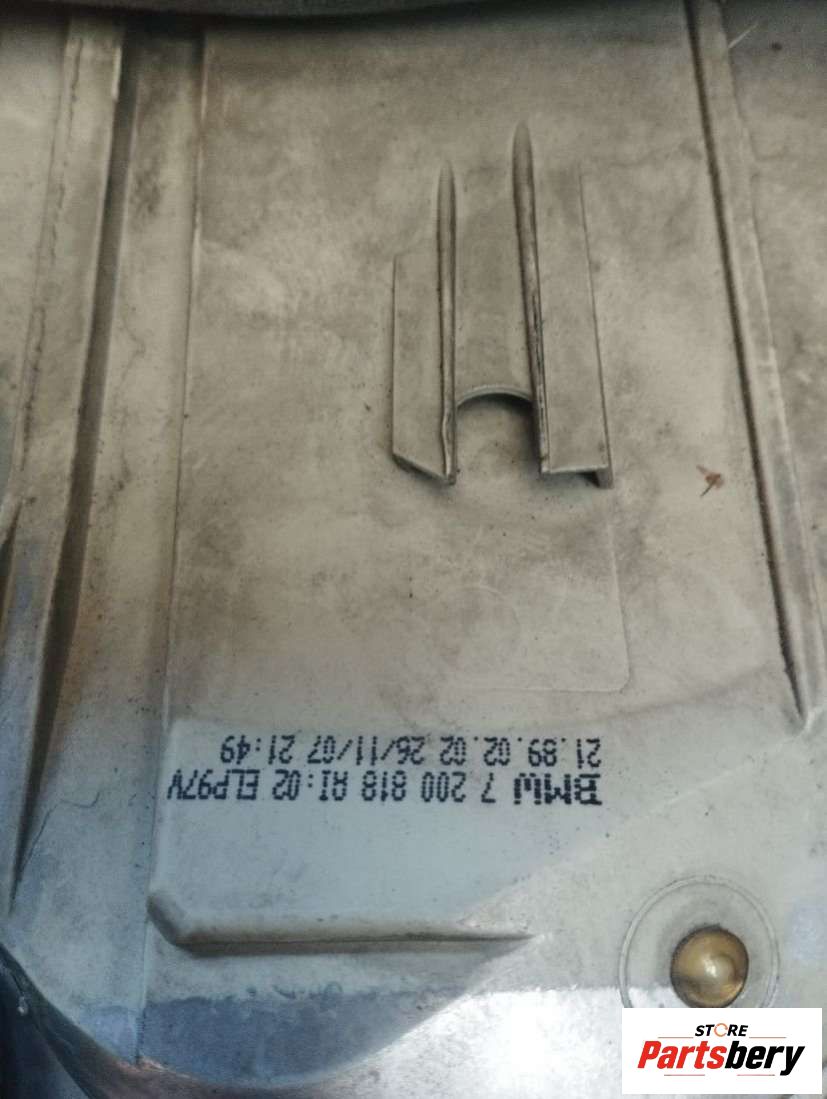 BMW 7 200 818 AI:02 ELP97V
21.89.02.02 26/11/07 21:49
STORE
Partsbery